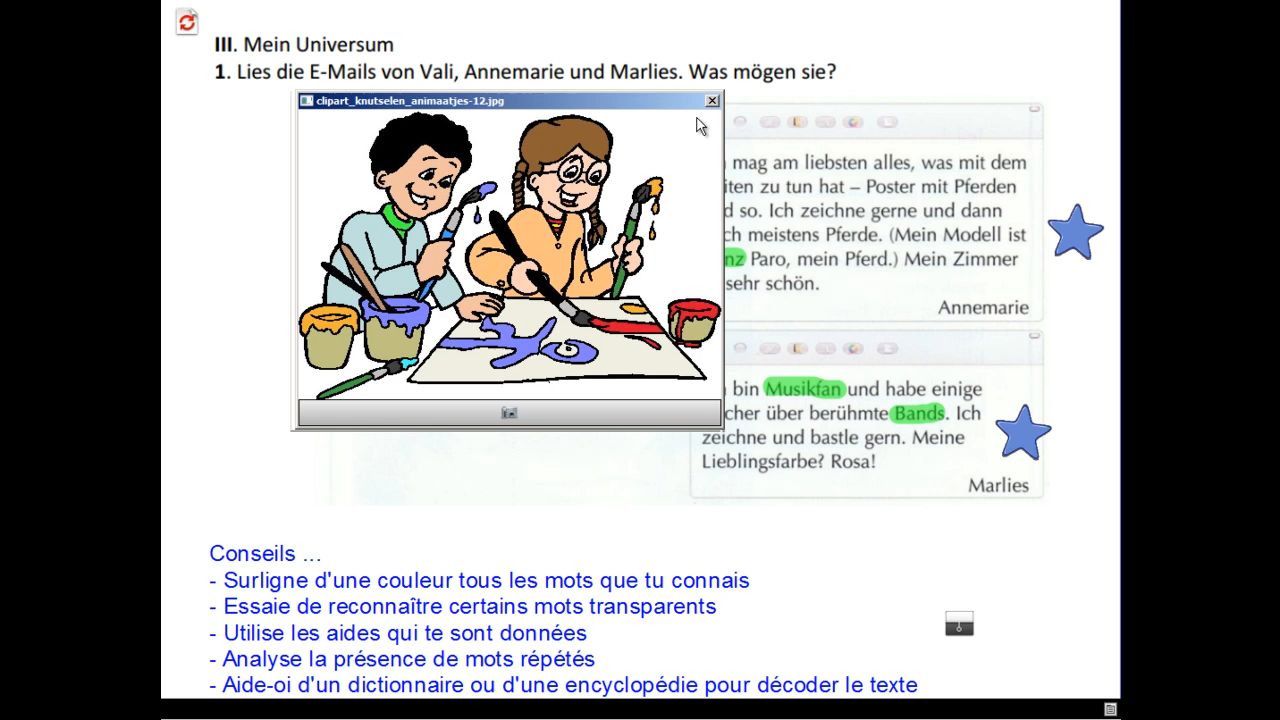 III. Mein Universum
1. Lies die E-Mails von Vali, Annemarie und Marlies. Was mögen sie?
clipart_knutselen_animaatjes-12.jpg
mag am liebsten alles, was mit dem
iten zu tun hat – Poster mit Pferden
d so. Ich zeichne gerne und dann
ch meistens Pferde. (Mein Modell ist
nz Paro, mein Pferd.) Mein Zimmer
sehr schön.
Annemarie
bin Musikfan und habe einige
cher über berühmte Bands. Ich
zeichne und bastle gern. Meine
Lieblingsfarbe? Rosa!
Marlies
Conseils ...
- Surligne d'une couleur tous les mots que tu connais
- Essaie de reconnaître certains mots transparents
- Utilise les aides qui te sont données
- Analyse la présence de mots répétés
- Aide-oi d'un dictionnaire ou d'une encyclopédie pour décoder le texte